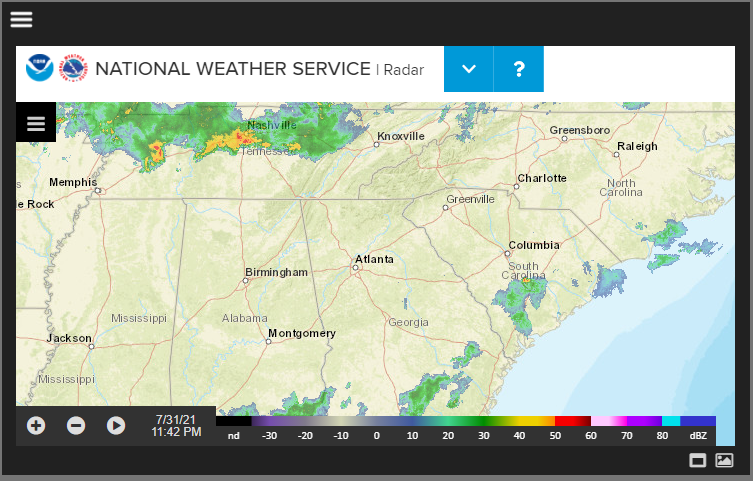 NATIONAL WEATHER SERVICE | Radar
?
Nashville
Tennessee
Knoxville
Greensboro
Raleigh
Memphis
le Rock
Charlotte
North
Carolina
Greenville
Columbia
South
Carolina
Atlanta
Birmingham
Mississippi
Alabama
Georgia
Jackson
Montgomery
Mississippi
7/31/21
11:42 PM
nd -30 -20 -10 0 10 20 30 40 50 60 70 80 dBZ